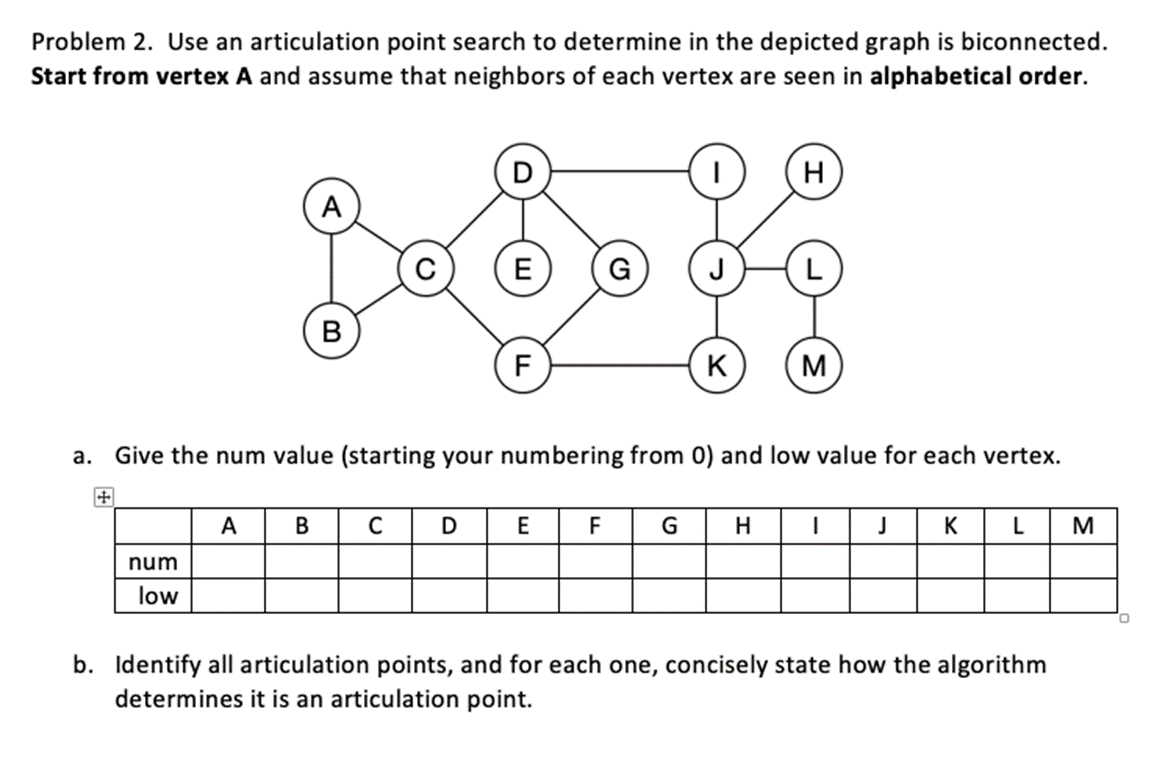 Problem 2. Use an articulation point search to determine in the depicted graph is biconnected.
Start from vertex A and assume that neighbors of each vertex are seen in alphabetical order.
D I H
A
C E G J L
B
F K M
a. Give the num value (starting your numbering from 0) and low value for each vertex.
A B C D E F G H I J K L M
num
low
b. Identify all articulation points, and for each one, concisely state how the algorithm
determines it is an articulation point.